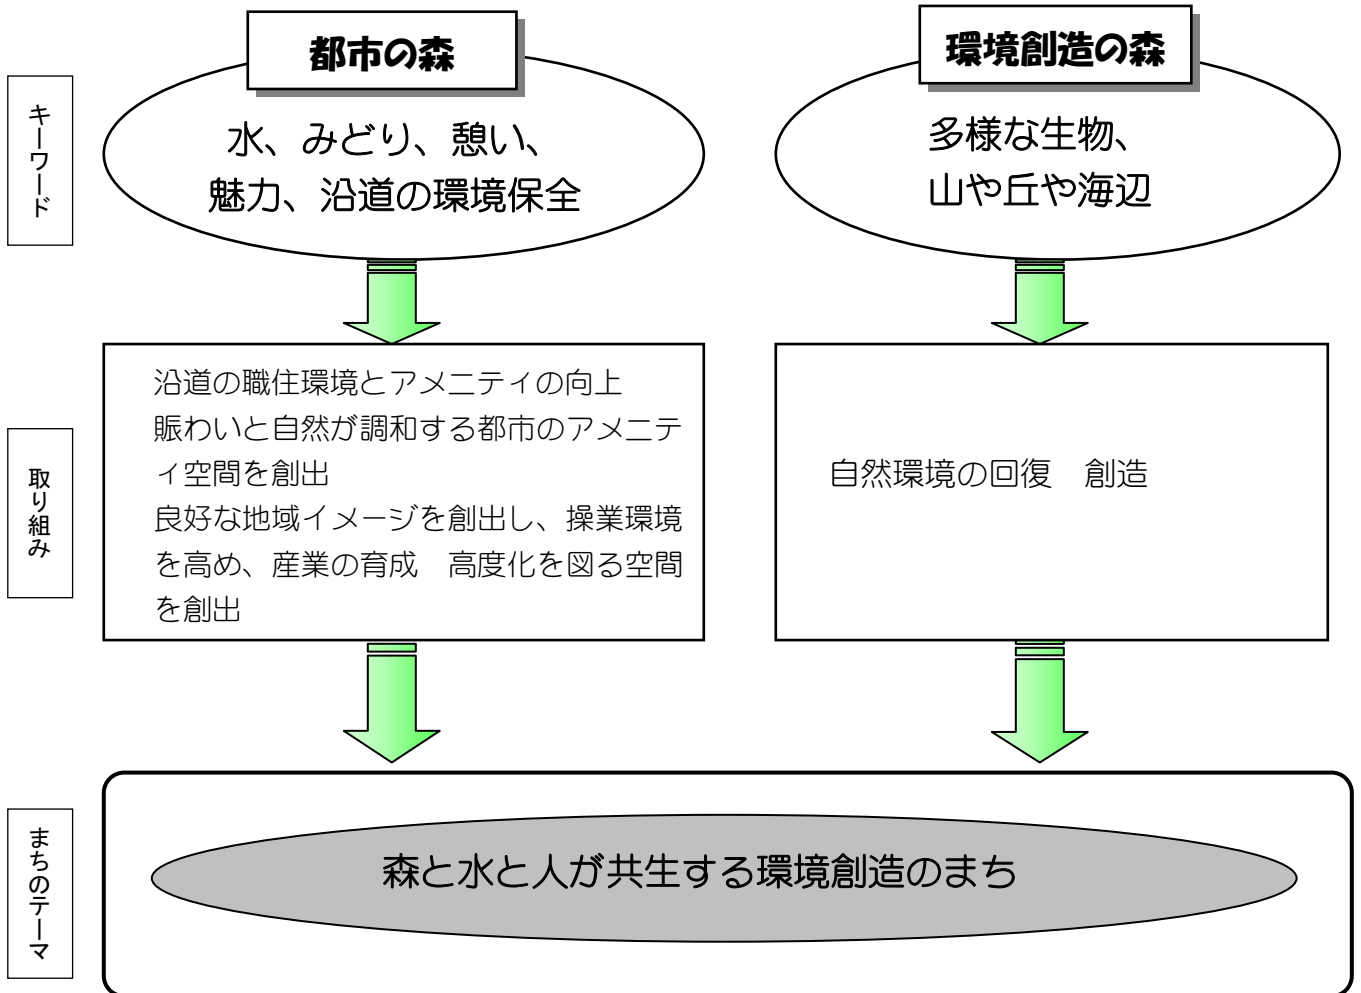 都市の森
環境創造の森
キーワード
水、みどり、憩い、
魅力、沿道の環境保全
多様な生物、
山や丘や海辺
取り組み
沿道の職住環境とアメニティの向上
賑わいと自然が調和する都市のアメニテ
ィ空間を創出
良好な地域イメージを創出し、操業環境
を高め、産業の育成　高度化を図る空間
を創出
自然環境の回復　創造
まちのテーマ
森と水と人が共生する環境創造のまち